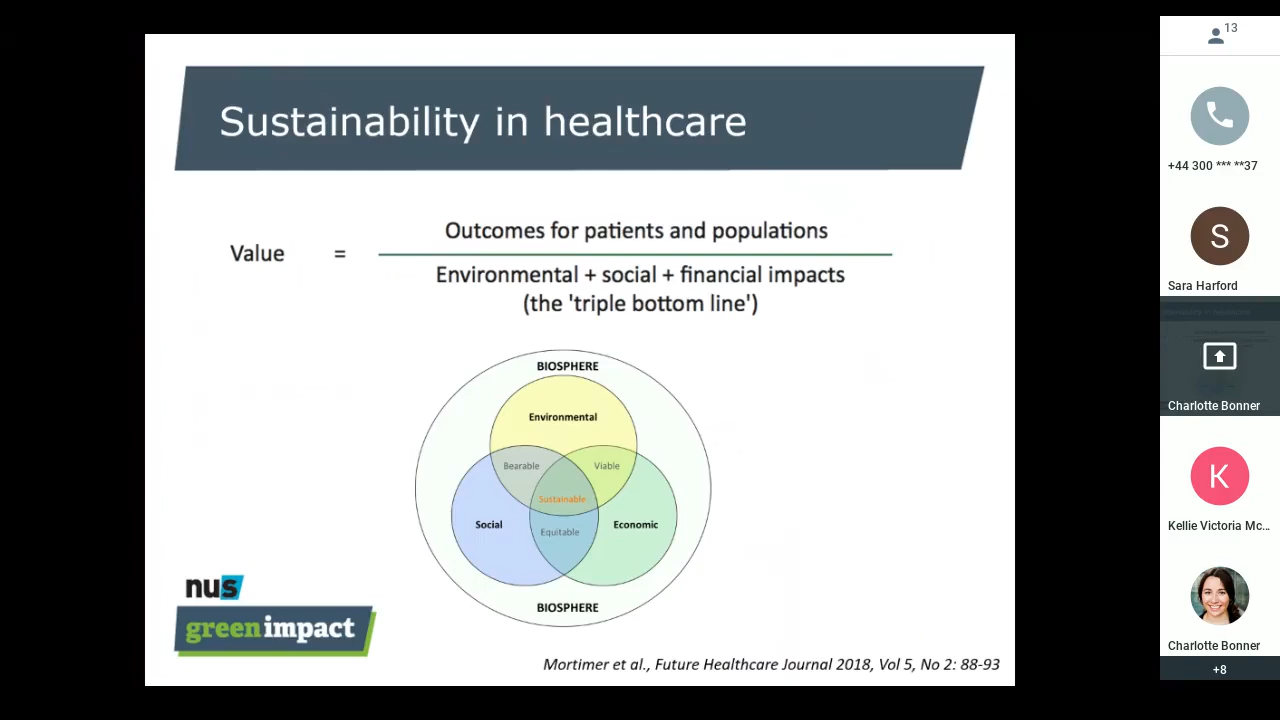 Sustainability in healthcare
Outcomes for patients and populations
Value =
Environmental + social + financial impacts
(the 'triple bottom line')
BIOSPHERE
Environmental
Bearable Viable
Sustainable
Social Equitable Economic
BIOSPHERE
nus
greenimpact
Mortimer et al., Future Healthcare Journal 2018, Vol 5, No 2: 88-93
13
+44 300 *** **37
S
Sara Harford
Charlotte Bonner
K
Kellie Victoria Mc...
Charlotte Bonner
+8